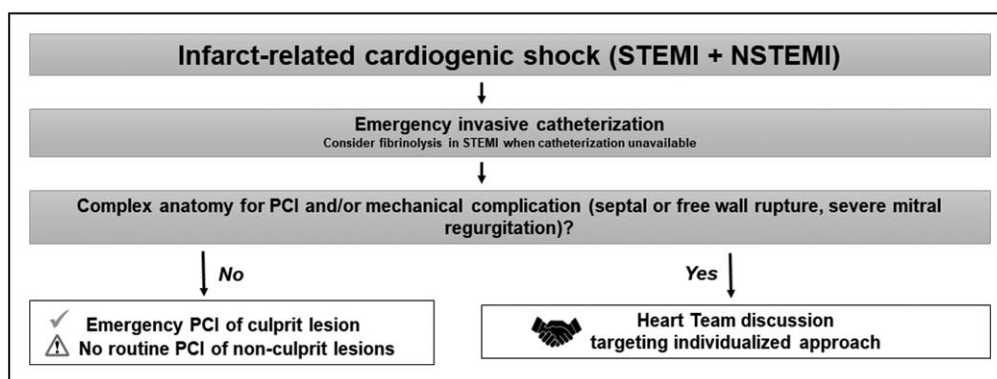 Infarct-related cardiogenic shock (STEMI + NSTEMI)
Emergency invasive catheterization
Consider fibrinolysis in STEMI when catheterization unavailable
Complex anatomy for PCI and/or mechanical complication (septal or free wall rupture, severe mitral
regurgitation)?
No
Yes
Emergency PCI of culprit lesion
No routine PCI of non-culprit lesions
Heart Team discussion
targeting individualized approach